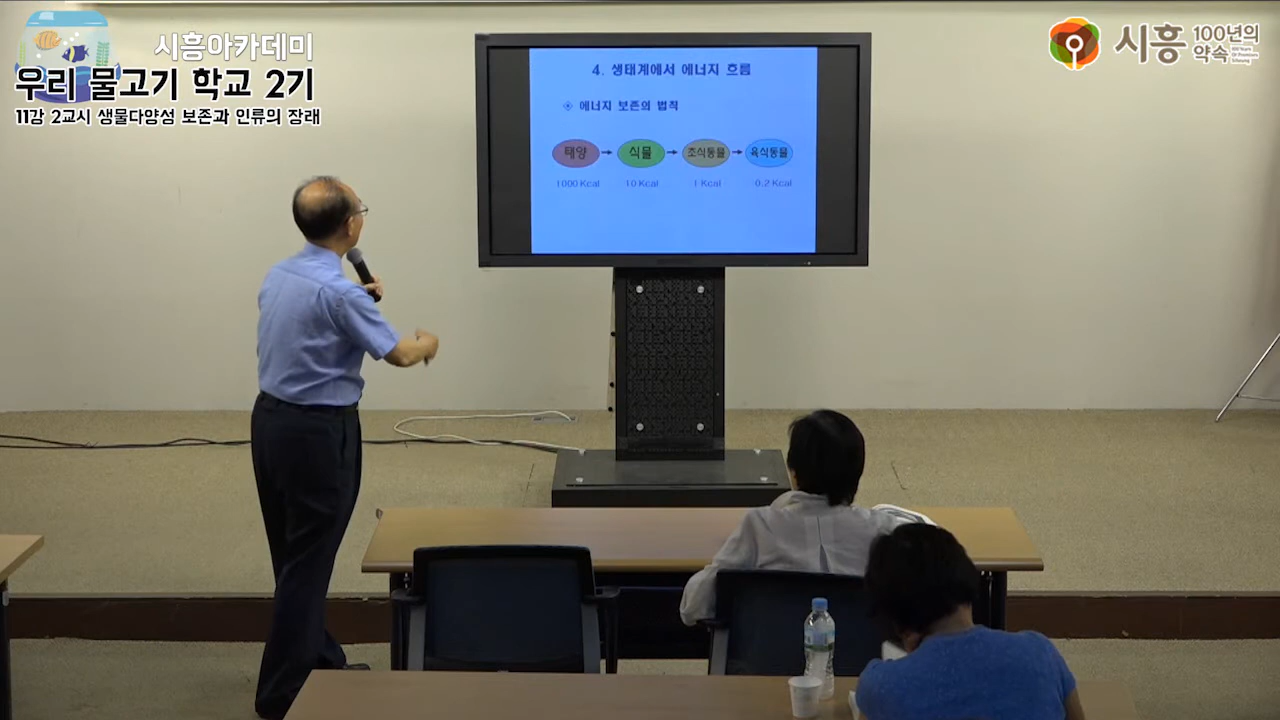 시흥아카데미
우리 물고기 학교 2기
11강 2교시 생물다양성 보존과 인류의 장래
시흥 100년의 약속
4. 생태계에서 에너지 흐름
※ 에너지 보존의 법칙
태양 → 식물 → 조식동물 → 육식동물
1000 Kcal 10 Kcal 1 Kcal 0.2 Kcal